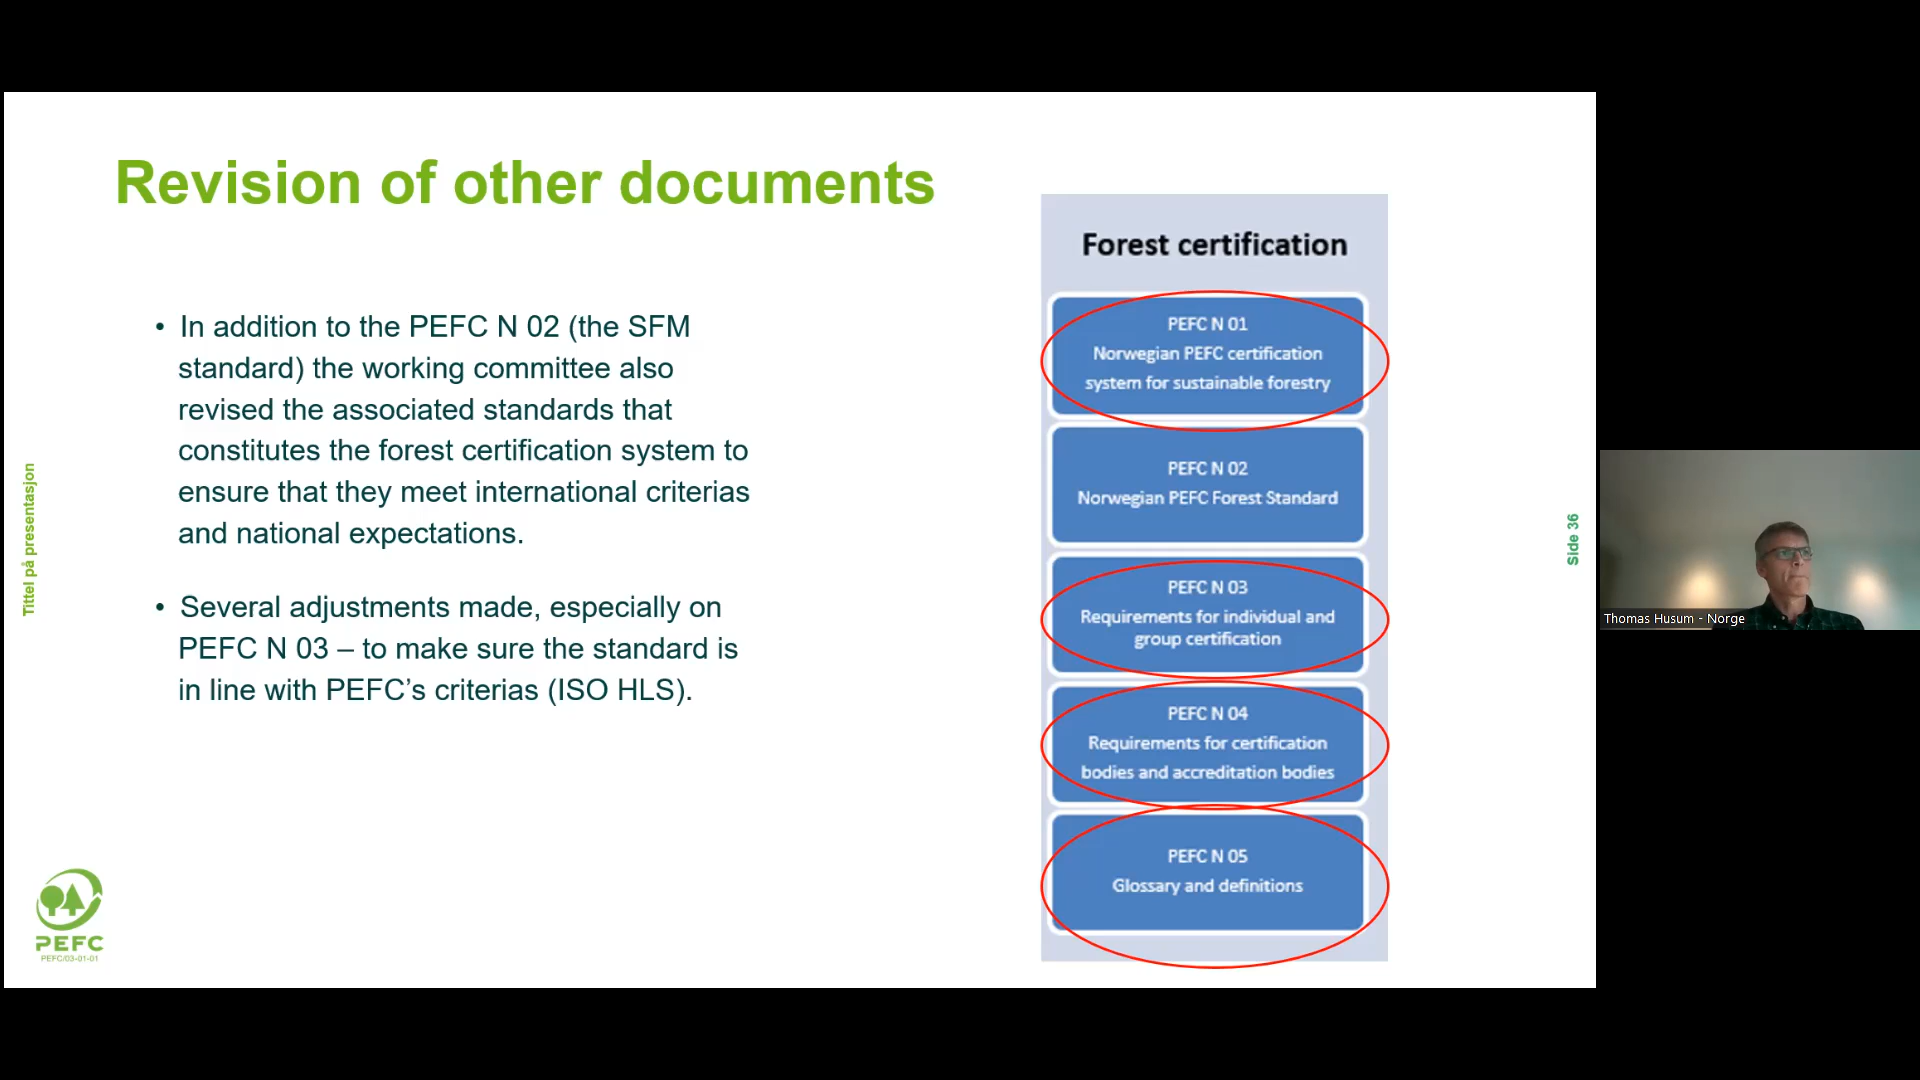 Revision of other documents
• In addition to the PEFC N 02 (the SFM
standard) the working committee also
revised the associated standards that
constitutes the forest certification system to
ensure that they meet international criterias
and national expectations.
• Several adjustments made, especially on
PEFC N 03 – to make sure the standard is
in line with PEFC’s criterias (ISO HLS).
Forest certification
PEFC N 01
Norwegian PEFC certification
system for sustainable forestry
PEFC N 02
Norwegian PEFC Forest Standard
PEFC N 03
Requirements for individual and
group certification
PEFC N 04
Requirements for certification
bodies and accreditation bodies
PEFC N 05
Glossary and definitions
Tittel på presentasjon
Side 36
PEFC
PEFC/03-01-01
Thomas Husum - Norge